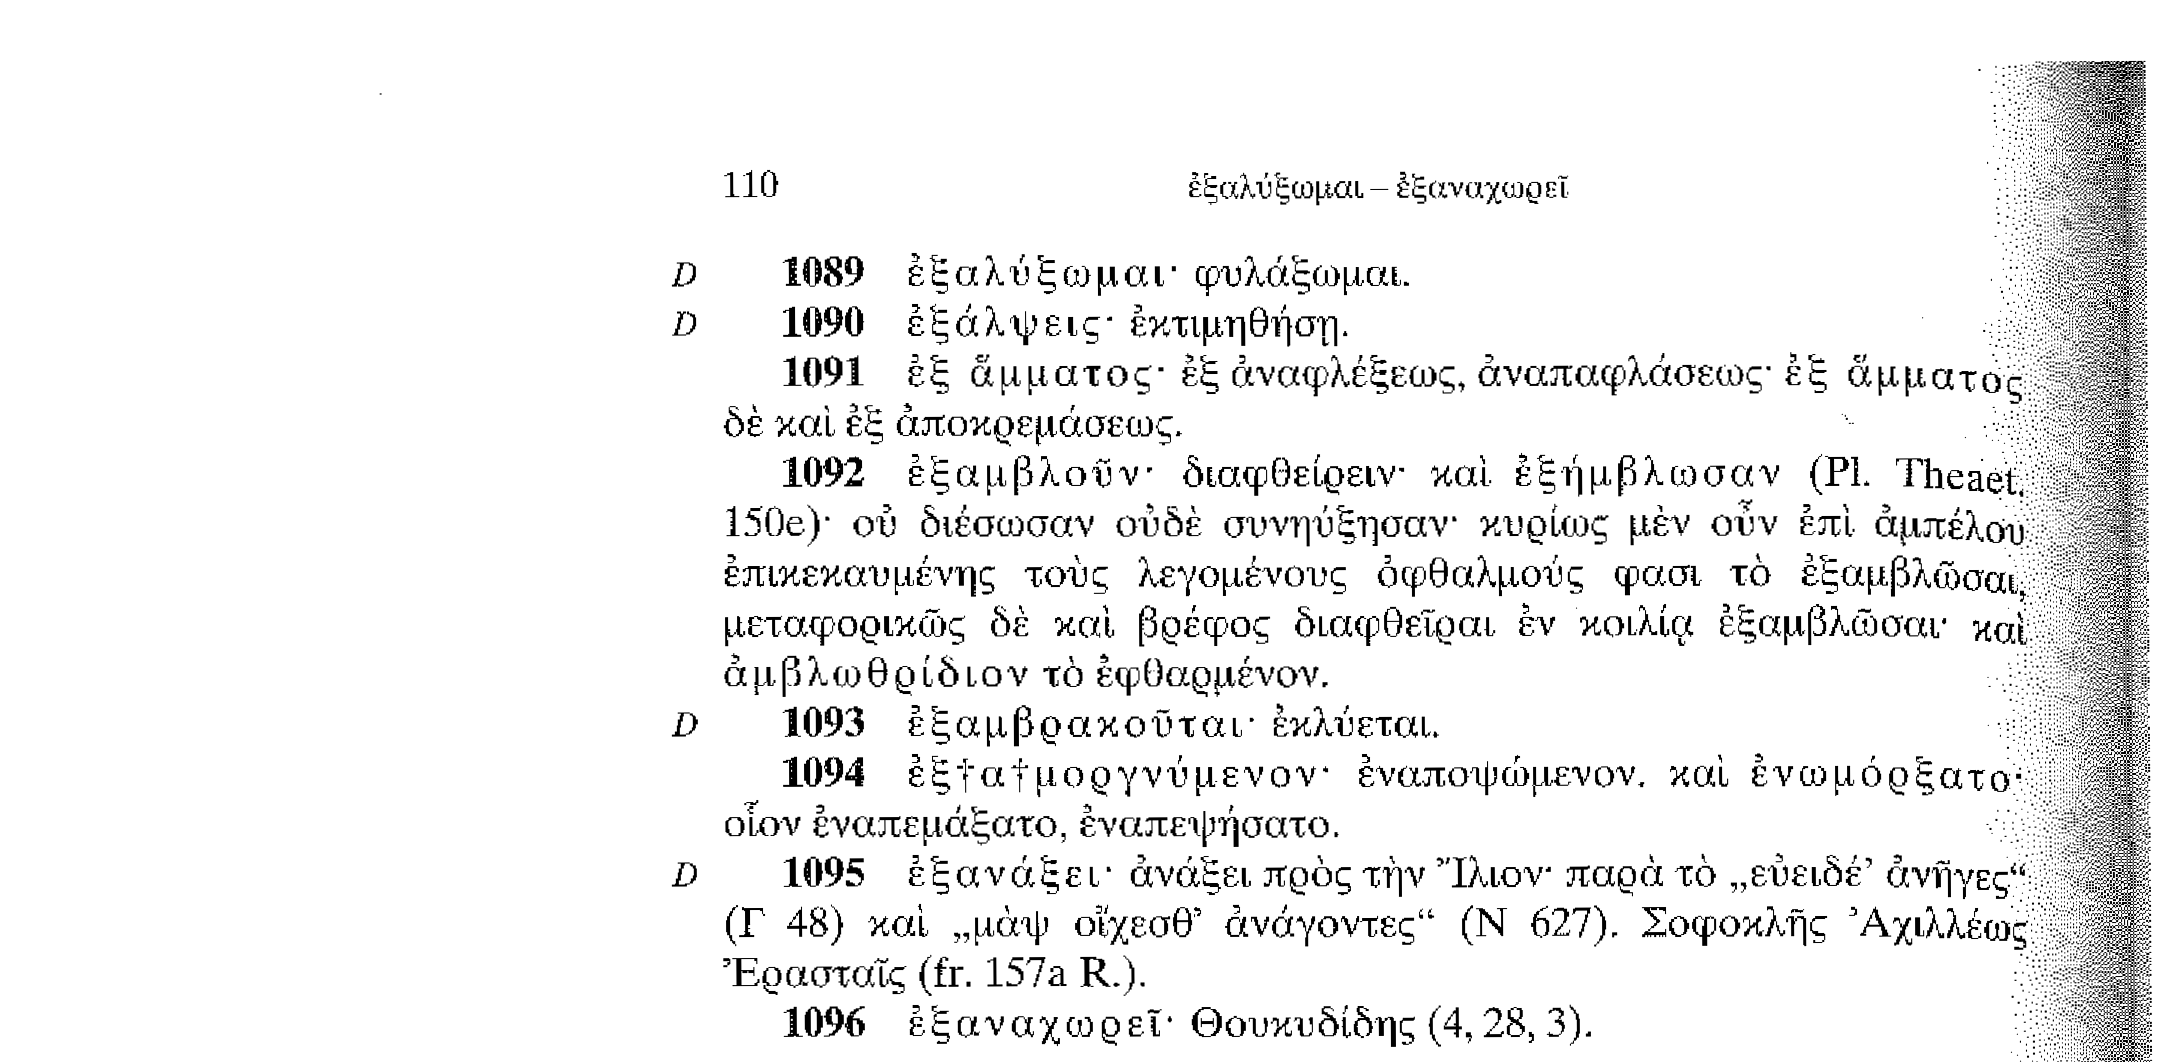 110 ἐξαλύξωμαι – ἐξαναχωρεῖ
D 1089 ἐξαλύξωμαι· φυλάξωμαι.
D 1090 ἐξάλψεις· ἐκτιμηθήσῃ.
1091 ἐξ ἅμματος· ἐξ ἀναφλέξεως, ἀναπαφλάσεως· ἐξ ἅμματος
δὲ καὶ ἐξ ἀποκρεμάσεως.
1092 ἐξαμβλοῦν· διαφθείρειν· καὶ ἐξήμβλωσαν (Pl. Theaet.
150e)· οὐ διέσωσαν οὐδὲ συνηύξησαν· κυρίως μὲν οὖν ἐπὶ ἀμπέλου
ἐπικεκαυμένης τοὺς λεγομένους ὀφθαλμούς φασι τὸ ἐξαμβλῶσαι,
μεταφορικῶς δὲ καὶ βρέφος διαφθεῖραι ἐν κοιλίᾳ ἐξαμβλῶσαι· καὶ
ἀμβλωθρίδιον τὸ ἐφθαρμένον.
D 1093 ἐξαμβρακοῦται· ἐκλύεται.
1094 ἐξ†α†μοργνύμενον· ἐναποψώμενον. καὶ ἐνωμόρξατο·
οἷον ἐναπεμάξατο, ἐναπεψήσατο.
D 1095 ἐξανάξει· ἀνάξει πρὸς τὴν Ἴλιον· παρὰ τὸ „εὐειδέ’ ἀνῆγες“
(Γ 48) καὶ „μὰψ οἴχεσθ’ ἀνάγοντες“ (Ν 627). Σοφοκλῆς Ἀχιλλέως
Ἐρασταῖς (fr. 157a R.).
1096 ἐξαναχωρεῖ· Θουκυδίδης (4, 28, 3).